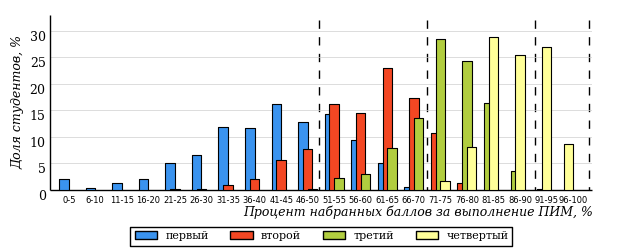 Доля студентов, %
30
25
20
15
10
5
0
0-5 6-10 11-15 16-20 21-25 26-30 31-35 36-40 41-45 46-50 51-55 56-60 61-65 66-70 71-75 76-80 81-85 86-90 91-95 96-100
Процент набранных баллов за выполнение ПИМ, %
первый второй третий четвертый